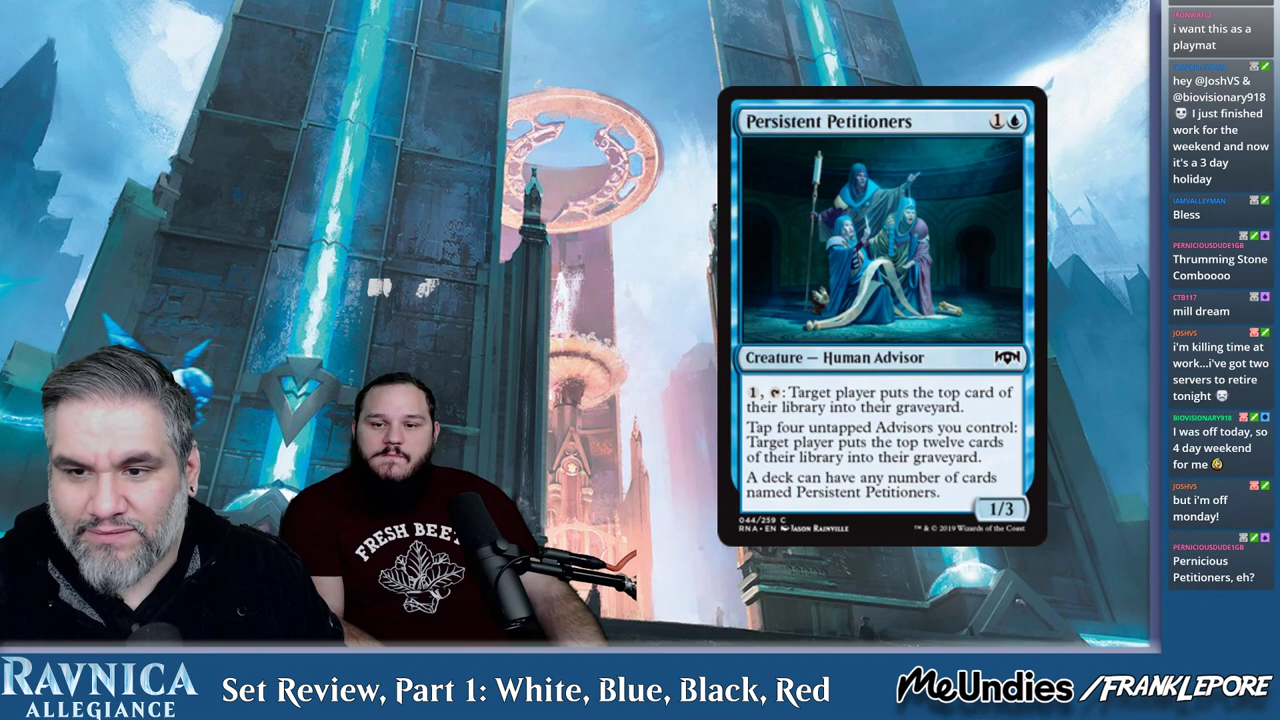 Persistent Petitioners 1
Creature — Human Advisor
1, : Target player puts the top card of
their library into their graveyard.
Tap four untapped Advisors you control:
Target player puts the top twelve cards
of their library into their graveyard.
A deck can have any number of cards
named Persistent Petitioners.
1/3
044/259 C
RNA • EN Jason Rainville
™ & © 2019 Wizards of the Coast
FRESH BEET
IRONWAFLZ
i want this as a
playmat
hey @JoshVS &
@biovisionary918
I just finished
work for the
weekend and now
it's a 3 day
holiday
IAMVALLEYMAN
Bless
PERNICIOUSDUDE1GB
Thrumming Stone
Comboooo
CTB117
mill dream
JOSHVS
i'm killing time at
work...i've got two
servers to retire
tonight
BIOVISIONARY918
I was off today, so
4 day weekend
for me
JOSHVS
but i'm off
monday!
PERNICIOUSDUDE1GB
Pernicious
Petitioners, eh?
RAVNICA
ALLEGIANCE
Set Review, Part 1: White, Blue, Black, Red
MeUndies /FRANKLEPORE